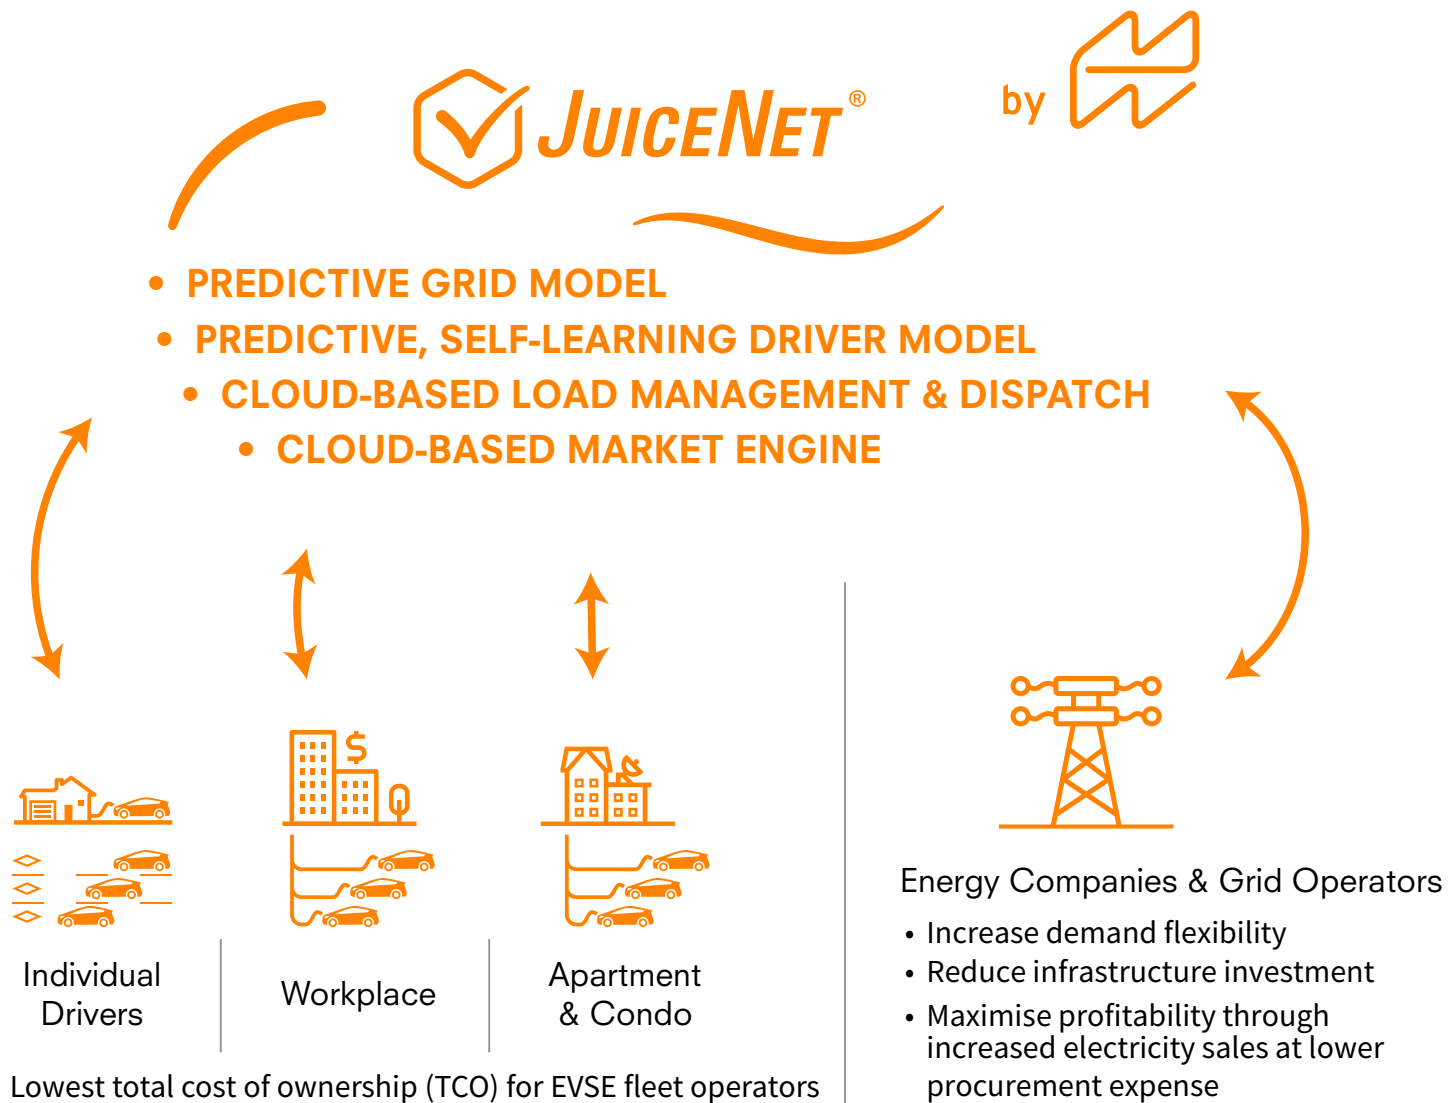 JUICENET®
by
• PREDICTIVE GRID MODEL
• PREDICTIVE, SELF-LEARNING DRIVER MODEL
• CLOUD-BASED LOAD MANAGEMENT & DISPATCH
• CLOUD-BASED MARKET ENGINE
$
Individual
Drivers
Workplace
Apartment
& Condo
Lowest total cost of ownership (TCO) for EVSE fleet operators
Energy Companies & Grid Operators
• Increase demand flexibility
• Reduce infrastructure investment
• Maximise profitability through
increased electricity sales at lower
procurement expense